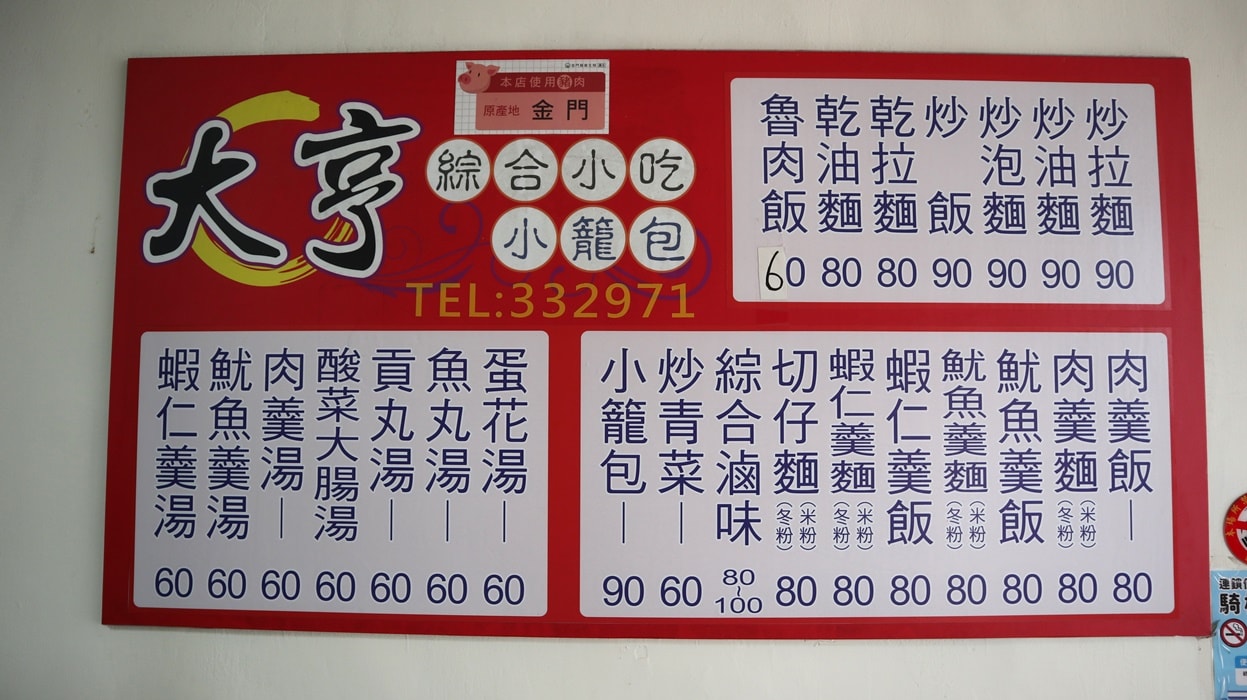 大亨
本店使用豬肉
原產地 金門
綜合小吃
小籠包
TEL:332971
肉羹飯 80
肉羹麵(米粉)(冬粉) 80
魷魚羹飯 80
魷魚羹麵(米粉)(冬粉) 80
蝦仁羹飯 80
蝦仁羹麵(米粉)(冬粉) 80
切仔麵(米粉)(冬粉) 80
綜合滷味 80~100
炒青菜 60
小籠包 90
炒拉麵 90
炒油麵 90
炒泡麵 90
炒飯 90
乾拉麵 80
乾油麵 80
魯肉飯 60
蛋花湯 60
魚丸湯 60
貢丸湯 60
酸菜大腸湯 60
肉羹湯 60
魷魚羹湯 60
蝦仁羹湯 60